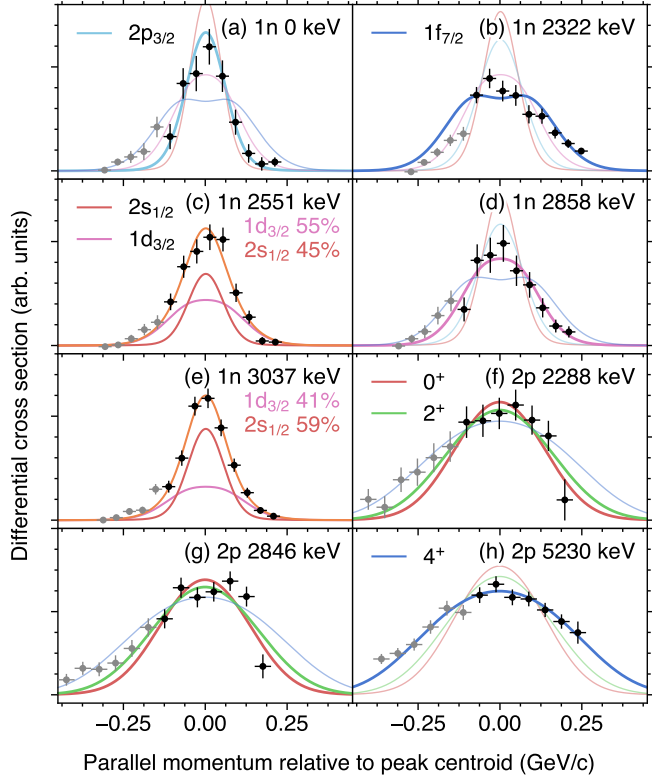 Differential cross section (arb. units)
2p3/2
(a) 1n 0 keV
1f7/2
(b) 1n 2322 keV
2s1/2
1d3/2
(c) 1n 2551 keV
1d3/2 55%
2s1/2 45%
(d) 1n 2858 keV
(e) 1n 3037 keV
1d3/2 41%
2s1/2 59%
0+
2+
(f) 2p 2288 keV
(g) 2p 2846 keV
4+
(h) 2p 5230 keV
−0.25 0.00 0.25 −0.25 0.00 0.25
Parallel momentum relative to peak centroid (GeV/c)